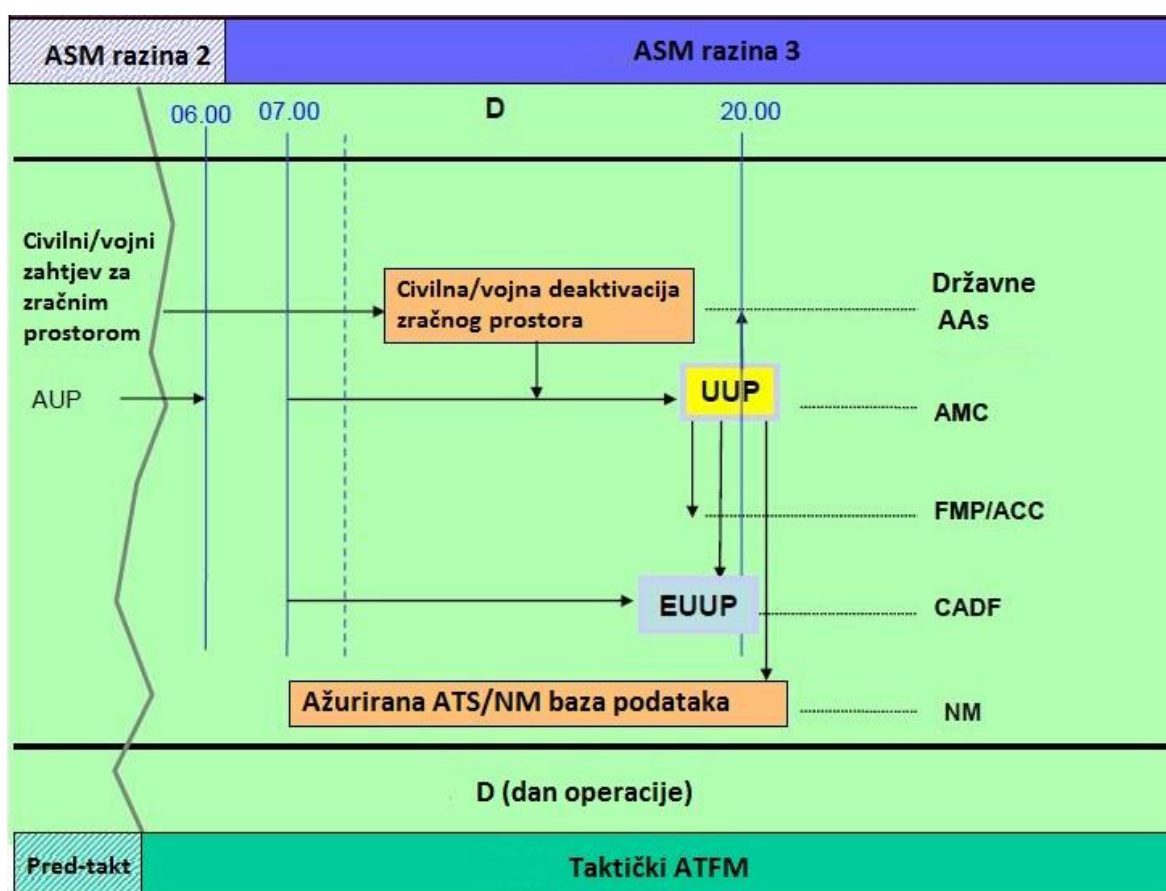 ASM razina 2
ASM razina 3
06.00
07.00
D
20.00
Civilni/vojni
zahtjev za
zračnim
prostorom
Civilna/vojna deaktivacija
zračnog prostora
Državne
AAs
AUP
UUP
AMC
FMP/ACC
EUUP
CADF
Ažurirana ATS/NM baza podataka
NM
D (dan operacije)
Pred-takt
Taktički ATFM